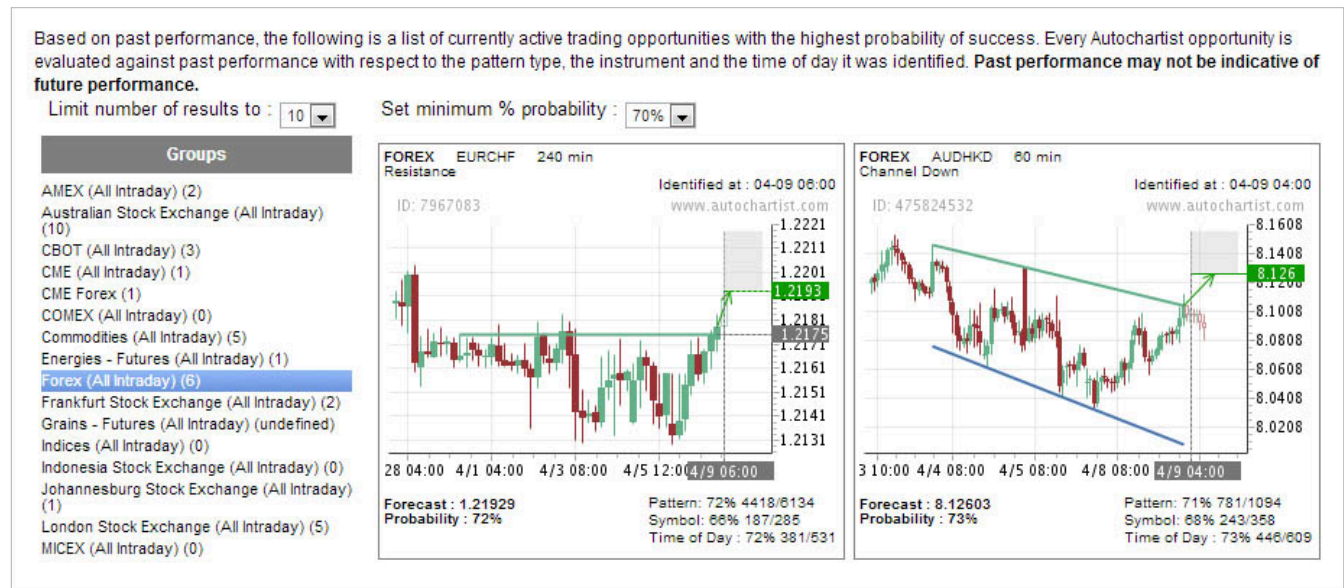 Based on past performance, the following is a list of currently active trading opportunities with the highest probability of success. Every Autochartist opportunity is
evaluated against past performance with respect to the pattern type, the instrument and the time of day it was identified. Past performance may not be indicative of
future performance.
Limit number of results to : 10
Set minimum % probability : 70%
Groups
AMEX (All Intraday) (2)
Australian Stock Exchange (All Intraday)
(10)
CBOT (All Intraday) (3)
CME (All Intraday) (1)
CME Forex (1)
COMEX (All Intraday) (0)
Commodities (All Intraday) (5)
Energies - Futures (All Intraday) (1)
Forex (All Intraday) (6)
Frankfurt Stock Exchange (All Intraday) (2)
Grains - Futures (All Intraday) (undefined)
Indices (All Intraday) (0)
Indonesia Stock Exchange (All Intraday) (0)
Johannesburg Stock Exchange (All Intraday)
(1)
London Stock Exchange (All Intraday) (5)
MICEX (All Intraday) (0)
FOREX EURCHF 240 min
Resistance
Identified at : 04-09 06:00
ID: 7967083
www.autochartist.com
1.2221
1.2211
1.2201
1.2193
1.2181
1.2175
1.2171
1.2161
1.2151
1.2141
1.2131
28 04:00 4/1 04:00 4/3 08:00 4/5 12:00 4/9 06:00
Forecast : 1.21929
Probability : 72%
Pattern: 72% 4418/6134
Symbol: 66% 187/285
Time of Day : 72% 381/531
FOREX AUDHKD 60 min
Channel Down
Identified at : 04-09 04:00
ID: 475824532
www.autochartist.com
8.1608
8.1408
8.126
8.1208
8.1008
8.0808
8.0608
8.0408
8.0208
3 10:00 4/4 08:00 4/5 08:00 4/8 08:00 4/9 04:00
Forecast : 8.12603
Probability : 73%
Pattern: 71% 781/1094
Symbol: 68% 243/358
Time of Day : 73% 446/609